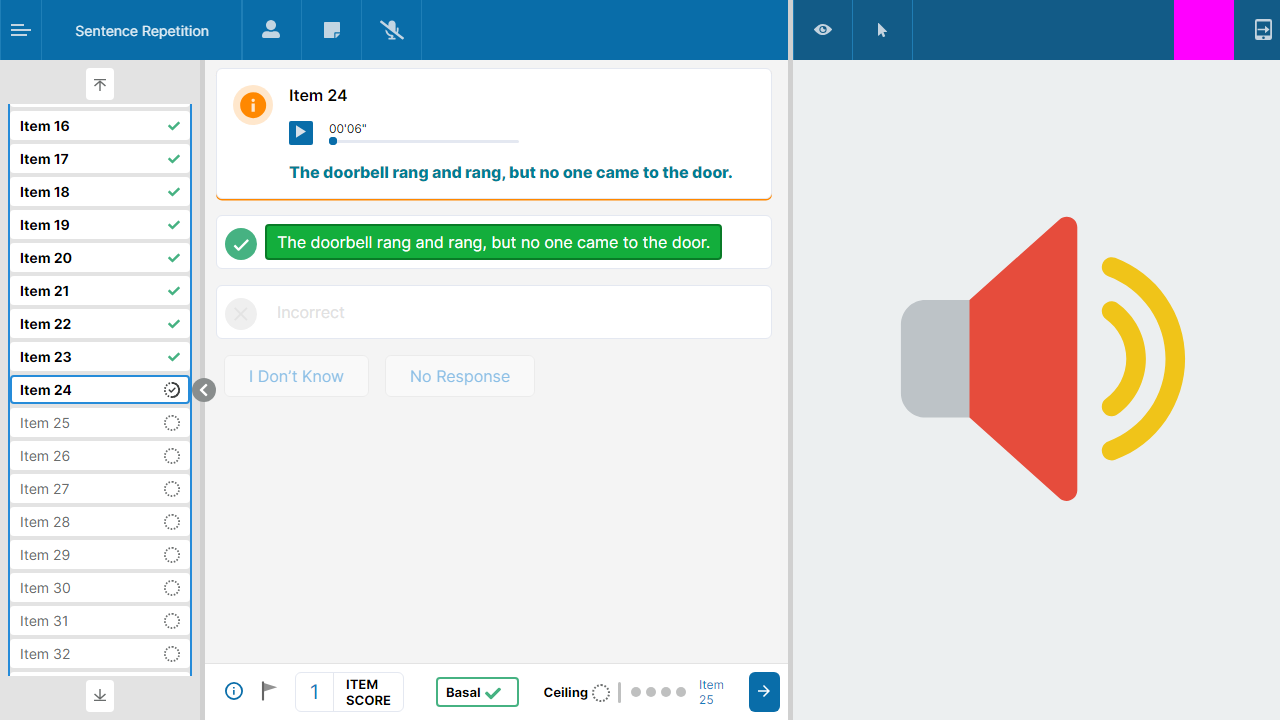 Sentence Repetition
Item 16
Item 17
Item 18
Item 19
Item 20
Item 21
Item 22
Item 23
Item 24
Item 25
Item 26
Item 27
Item 28
Item 29
Item 30
Item 31
Item 32
Item 24
00'06"
The doorbell rang and rang, but no one came to the door.
The doorbell rang and rang, but no one came to the door.
Incorrect
I Don't Know
No Response
1
ITEM
SCORE
Basal
Ceiling
Item
25